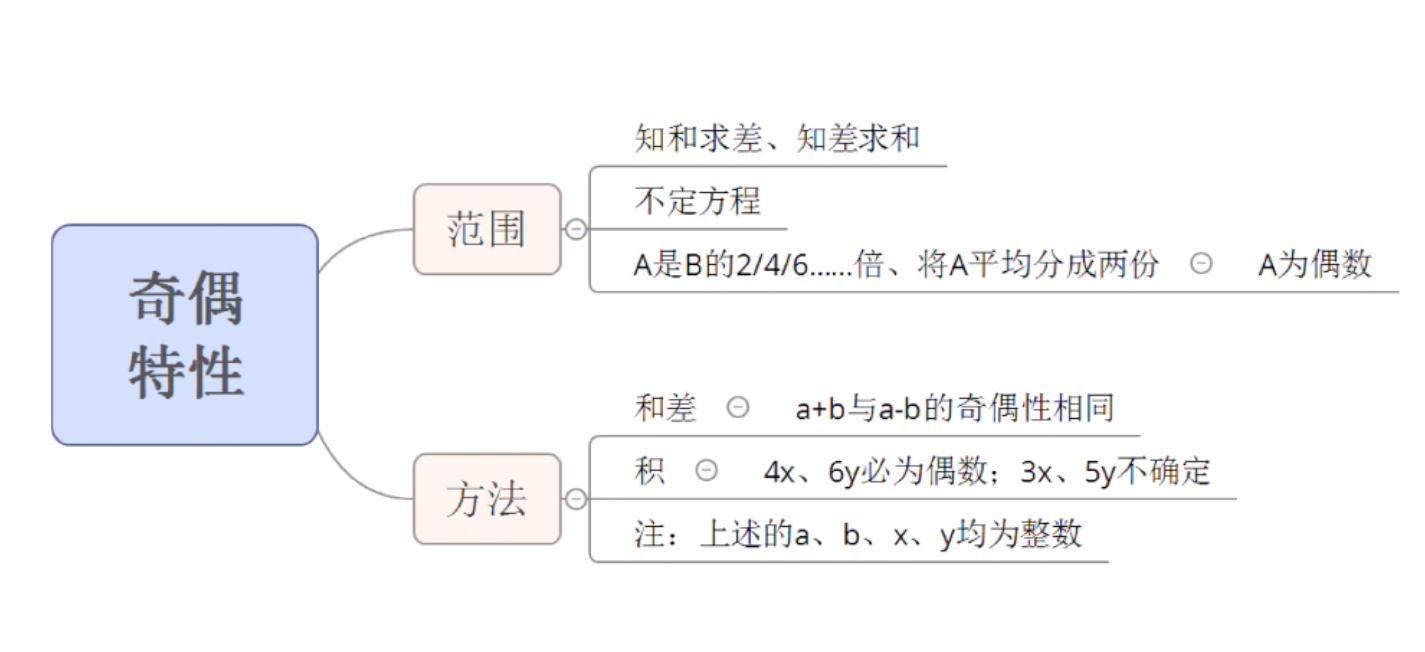 奇偶
特性
范围
知和求差、知差求和
不定方程
A是B的2/4/6……倍、将A平均分成两份
A为偶数
方法
和差
a+b与a-b的奇偶性相同
积
4x、6y必为偶数；3x、5y不确定
注：上述的a、b、x、y均为整数